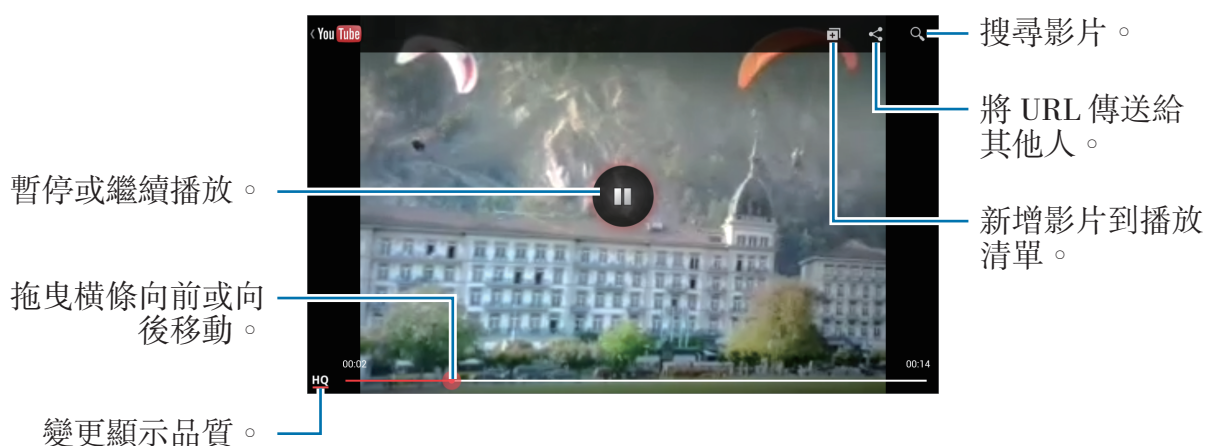 You Tube
搜尋影片。
將 URL 傳送給
其他人。
暫停或繼續播放。
新增影片到播放
清單。
拖曳橫條向前或向
後移動。
00:02
00:14
HQ
變更顯示品質。